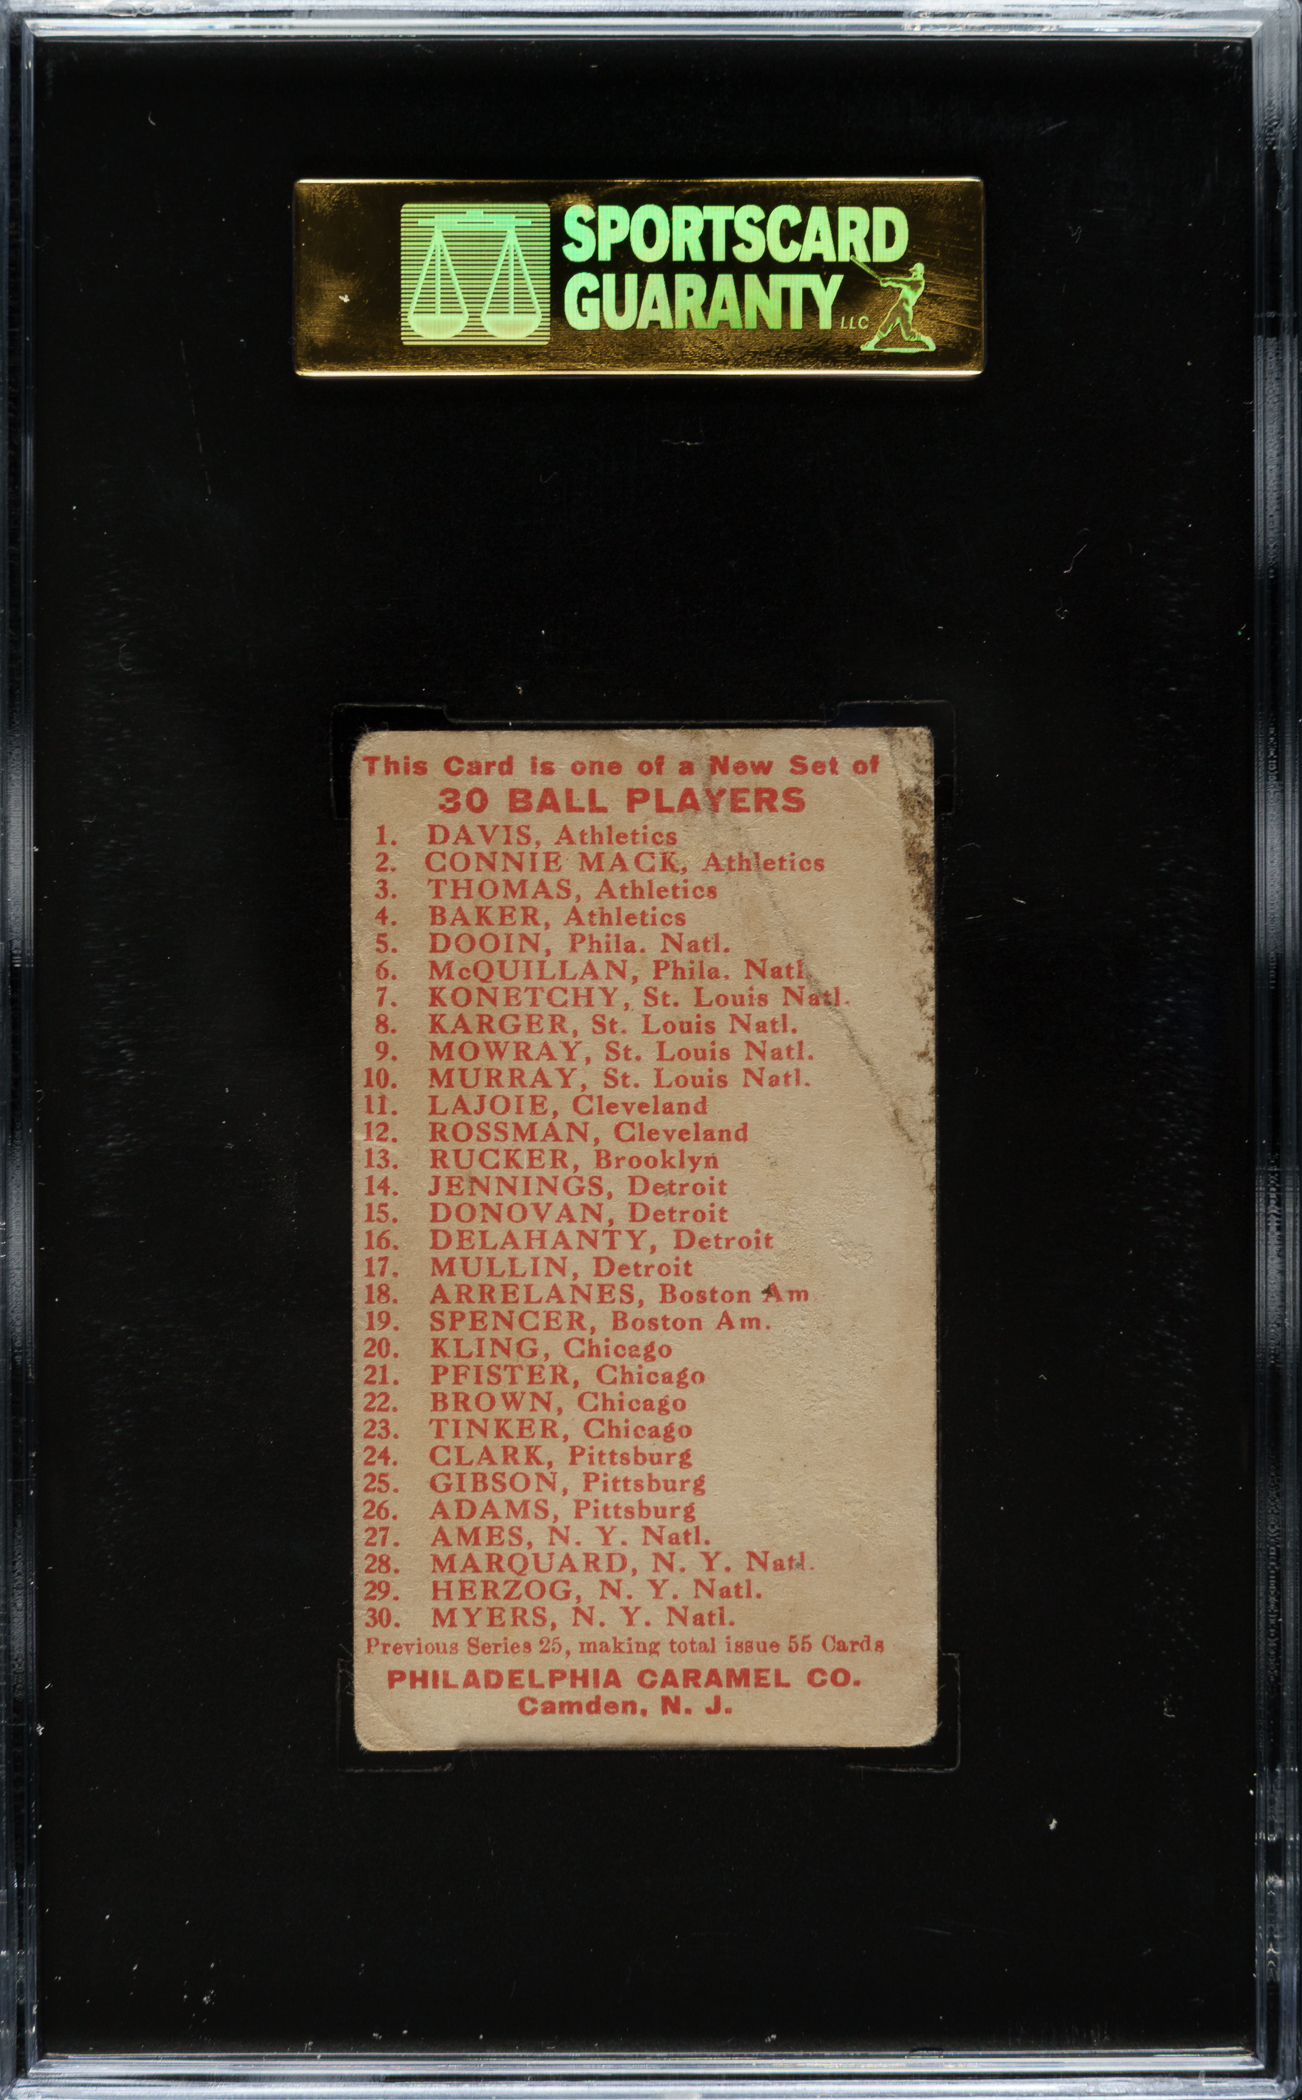 SPORTSCARD
GUARANTY LLC
This Card is one of a New Set of
30 BALL PLAYERS
1. DAVIS, Athletics
2. CONNIE MACK, Athletics
3. THOMAS, Athletics
4. BAKER, Athletics
5. DOOIN, Phila. Natl.
6. McQUILLAN, Phila. Natl.
7. KONETCHY, St. Louis Natl.
8. KARGER, St. Louis Natl.
9. MOWRAY, St. Louis Natl.
10. MURRAY, St. Louis Natl.
11. LAJOIE, Cleveland
12. ROSSMAN, Cleveland
13. RUCKER, Brooklyn
14. JENNINGS, Detroit
15. DONOVAN, Detroit
16. DELAHANTY, Detroit
17. MULLIN, Detroit
18. ARRELANES, Boston Am
19. SPENCER, Boston Am.
20. KLING, Chicago
21. PFISTER, Chicago
22. BROWN, Chicago
23. TINKER, Chicago
24. CLARK, Pittsburg
25. GIBSON, Pittsburg
26. ADAMS, Pittsburg
27. AMES, N. Y. Natl.
28. MARQUARD, N. Y. Natl.
29. HERZOG, N. Y. Natl.
30. MYERS, N. Y. Natl.
Previous Series 25, making total issue 55 Cards
PHILADELPHIA CARAMEL CO.
Camden, N. J.